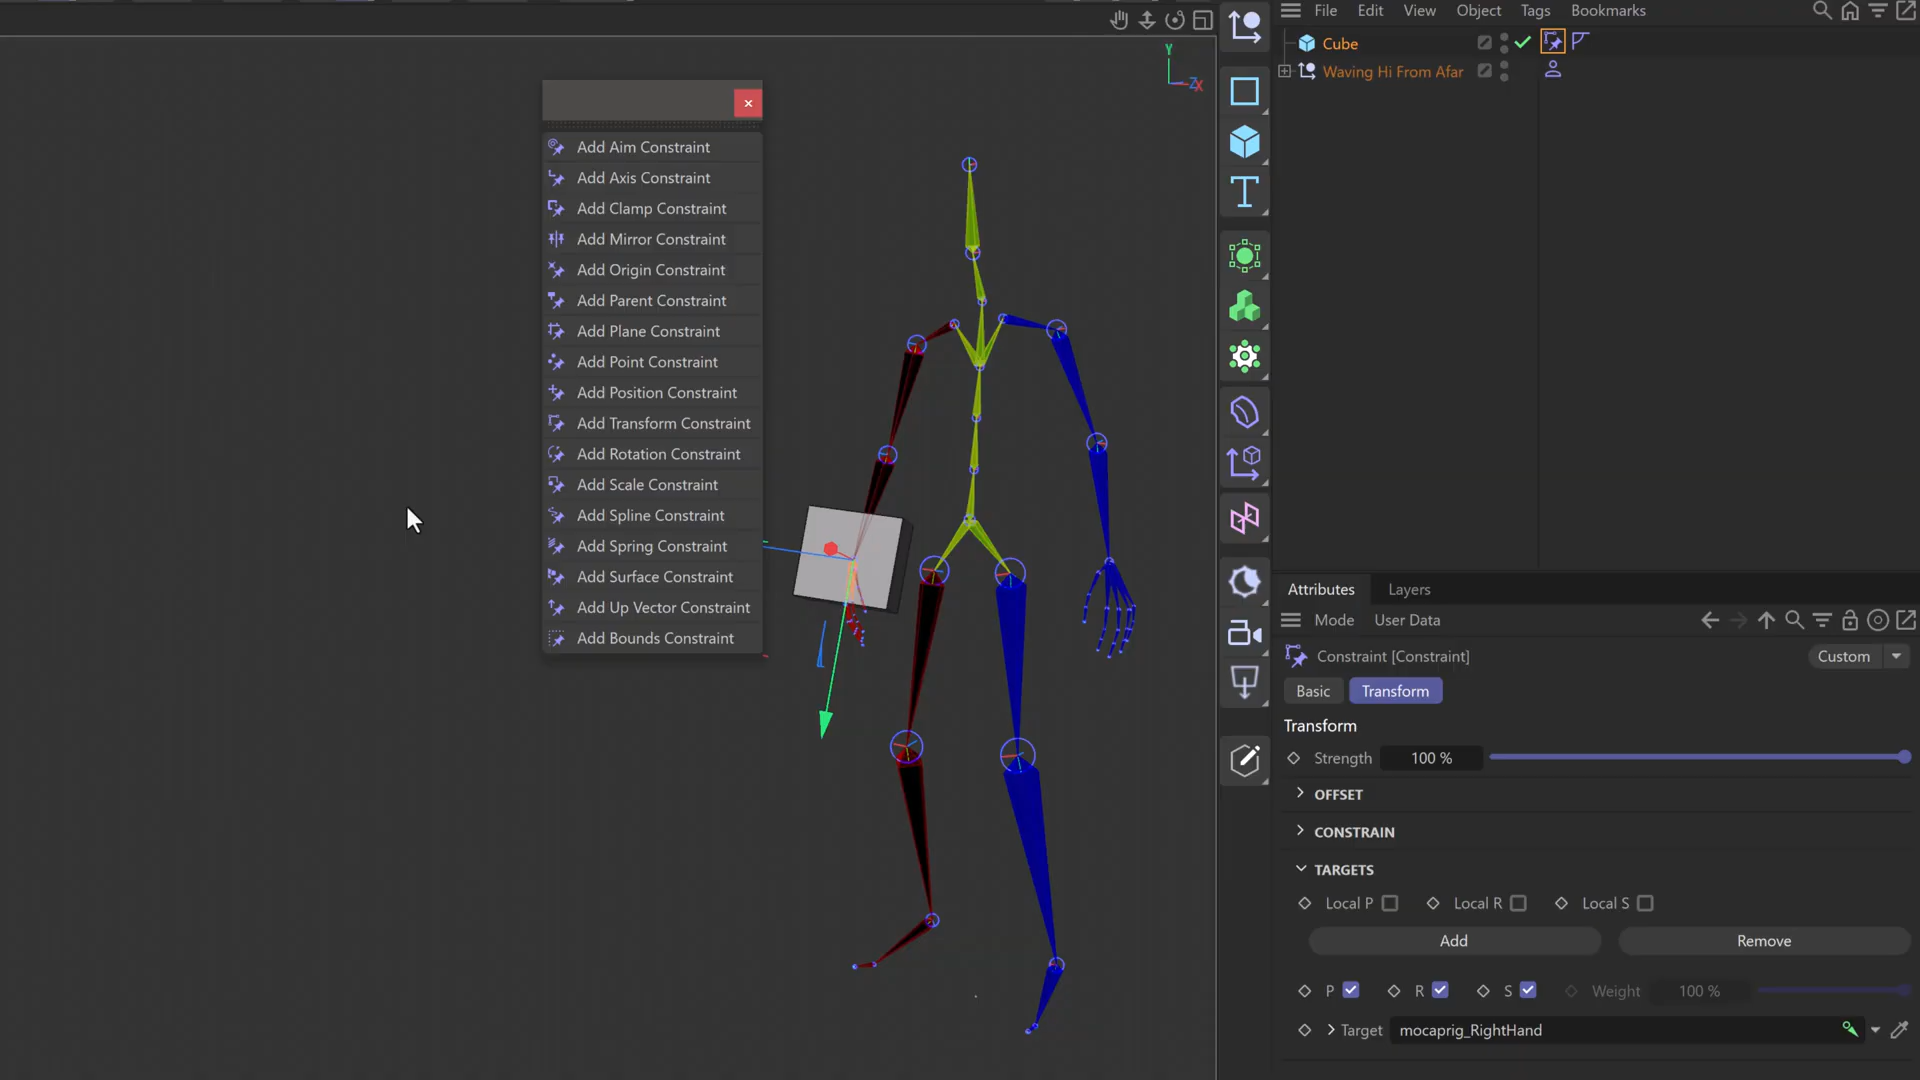 File Edit View Object Tags Bookmarks
Cube
Waving Hi From Afar
Y
Z X
Add Aim Constraint
Add Axis Constraint
Add Clamp Constraint
Add Mirror Constraint
Add Origin Constraint
Add Parent Constraint
Add Plane Constraint
Add Point Constraint
Add Position Constraint
Add Transform Constraint
Add Rotation Constraint
Add Scale Constraint
Add Spline Constraint
Add Spring Constraint
Add Surface Constraint
Add Up Vector Constraint
Add Bounds Constraint
Attributes Layers
Mode User Data
Constraint [Constraint] Custom
Basic Transform
Transform
Strength 100 %
OFFSET
CONSTRAIN
TARGETS
Local P Local R Local S
Add Remove
P R S Weight 100 %
Target mocaprig_RightHand